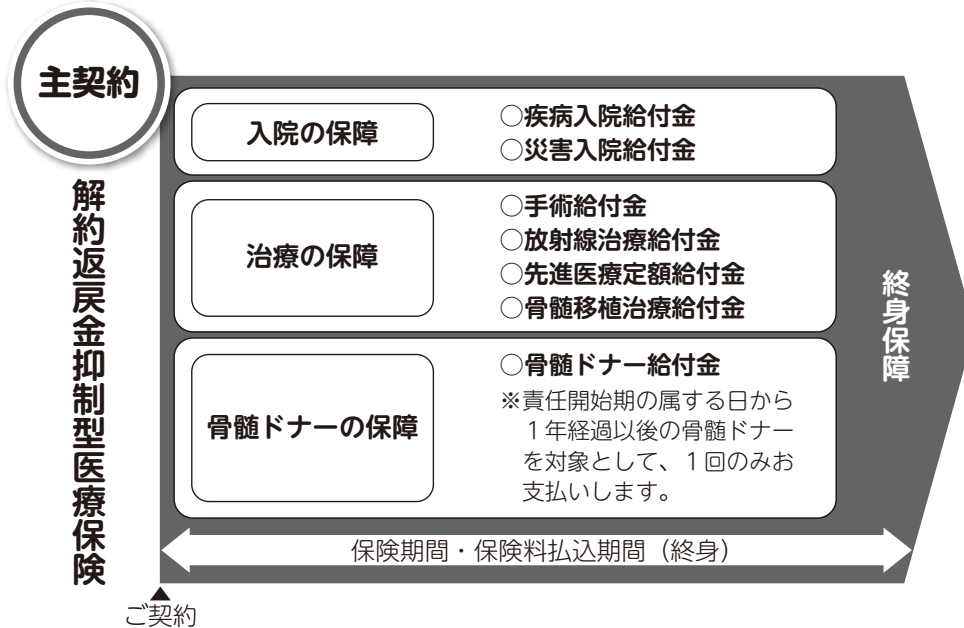 主契約
解約返戻金抑制型医療保険
入院の保障
○疾病入院給付金
○災害入院給付金
治療の保障
○手術給付金
○放射線治療給付金
○先進医療定額給付金
○骨髄移植治療給付金
骨髄ドナーの保障
○骨髄ドナー給付金
※責任開始期の属する日から
１年経過以後の骨髄ドナー
を対象として、１回のみお
支払いします。
終身保障
保険期間・保険料払込期間（終身）
▲
ご契約